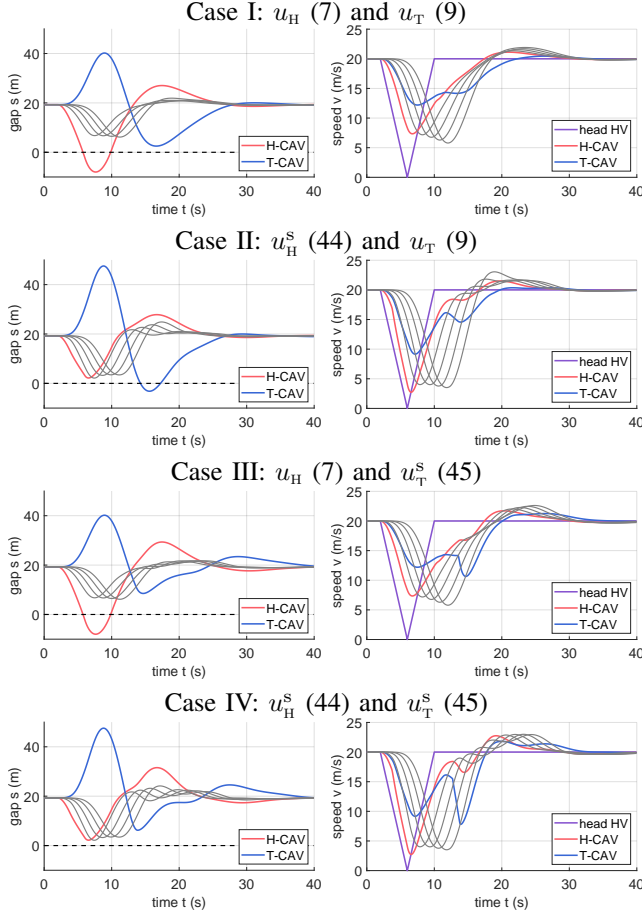 Case I: u_H (7) and u_T (9)
gap s (m)
40
20
0
H-CAV
T-CAV
0 10 20 30 40
time t (s)
speed v (m/s)
25
20
15
10
5
0
head HV
H-CAV
T-CAV
0 10 20 30 40
time t (s)
Case II: u_H^S (44) and u_T (9)
gap s (m)
40
20
0
H-CAV
T-CAV
0 10 20 30 40
time t (s)
speed v (m/s)
25
20
15
10
5
0
head HV
H-CAV
T-CAV
0 10 20 30 40
time t (s)
Case III: u_H (7) and u_T^S (45)
gap s (m)
40
20
0
H-CAV
T-CAV
0 10 20 30 40
time t (s)
speed v (m/s)
25
20
15
10
5
0
head HV
H-CAV
T-CAV
0 10 20 30 40
time t (s)
Case IV: u_H^S (44) and u_T^S (45)
gap s (m)
40
20
0
H-CAV
T-CAV
0 10 20 30 40
time t (s)
speed v (m/s)
25
20
15
10
5
0
head HV
H-CAV
T-CAV
0 10 20 30 40
time t (s)